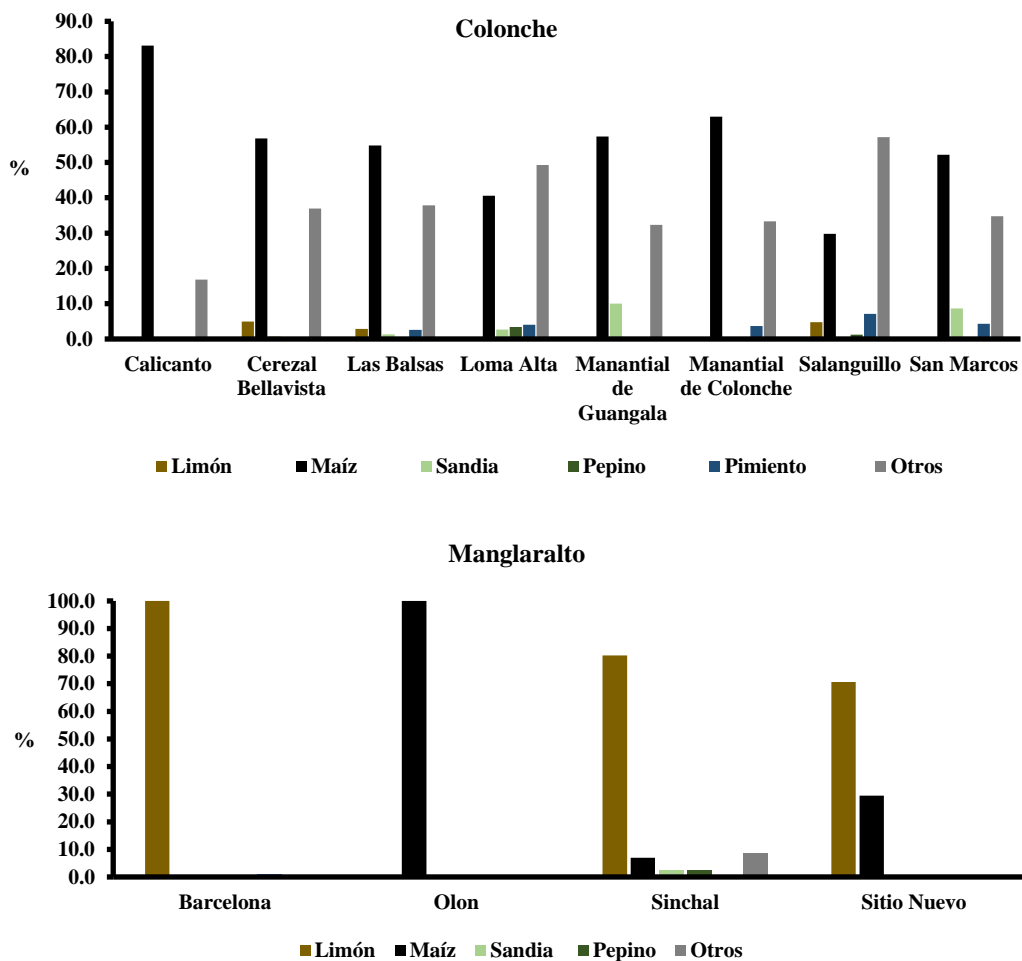 Colonche
90.0
80.0
70.0
60.0
50.0
40.0
30.0
20.0
10.0
0.0
%
Calicanto
Cerezal
Bellavista
Las Balsas
Loma Alta
Manantial
de
Guangala
Manantial
de Colonche
Salanguillo
San Marcos
Limón Maíz Sandia Pepino Pimiento Otros
Manglaralto
100.0
90.0
80.0
70.0
60.0
50.0
40.0
30.0
20.0
10.0
0.0
%
Barcelona Olon Sinchal Sitio Nuevo
Limón Maíz Sandia Pepino Otros